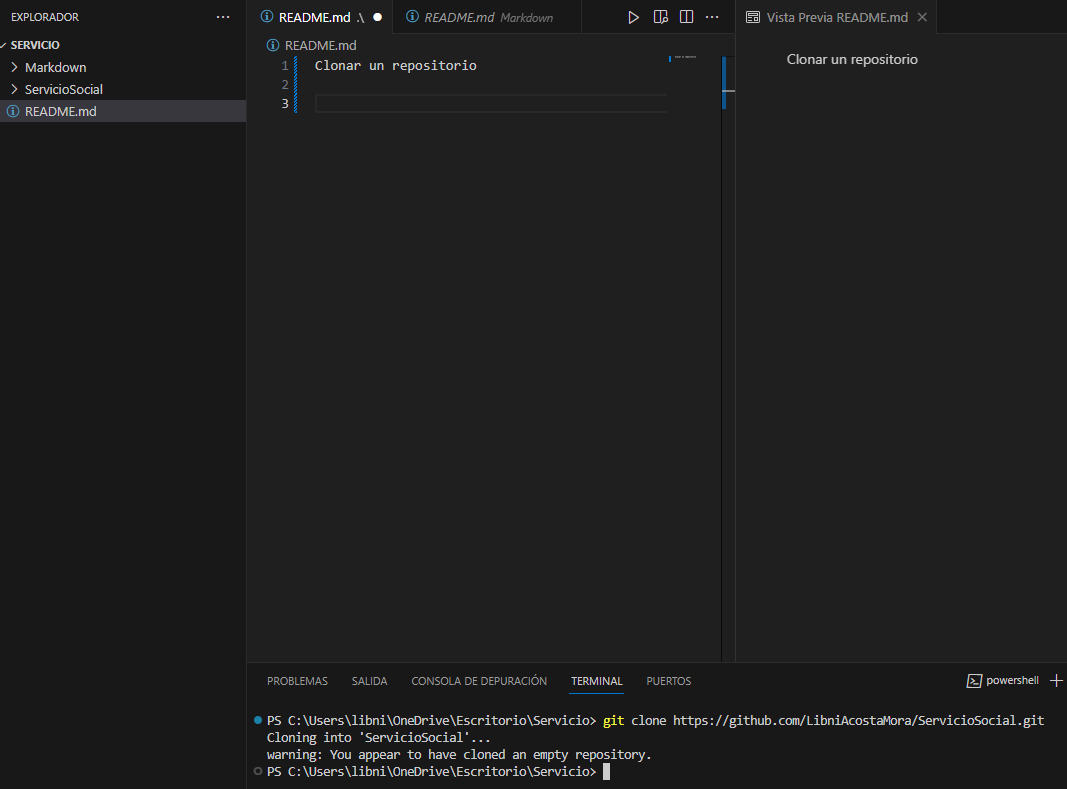 EXPLORADOR
SERVICIO
Markdown
ServicioSocial
README.md
README.md .\
README.md Markdown
README.md
1 Clonar un repositorio
2
3
Vista Previa README.md
Clonar un repositorio
PROBLEMAS SALIDA CONSOLA DE DEPURACIÓN TERMINAL PUERTOS
powershell
PS C:\Users\libni\OneDrive\Escritorio\Servicio> git clone https://github.com/LibniAcostaMora/ServicioSocial.git
Cloning into 'ServicioSocial'...
warning: You appear to have cloned an empty repository.
PS C:\Users\libni\OneDrive\Escritorio\Servicio>